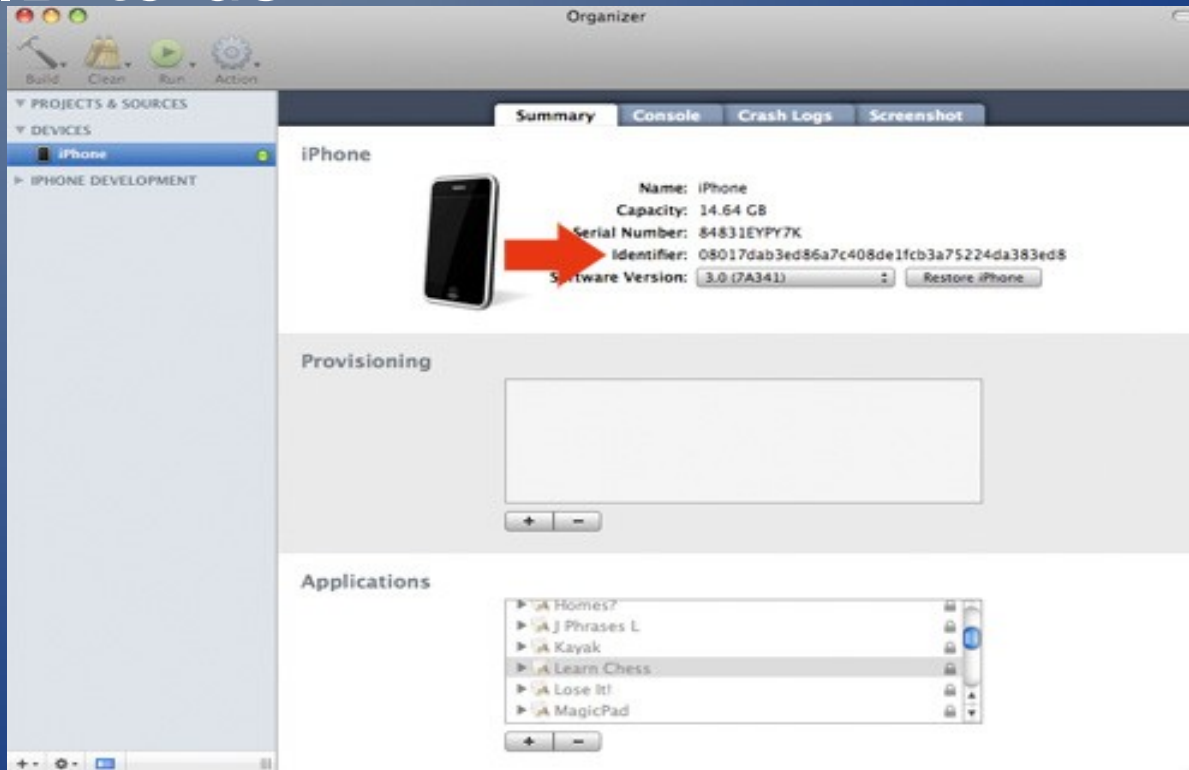 Organizer
Build Clean Run Action
PROJECTS & SOURCES
DEVICES
iPhone
IPHONE DEVELOPMENT
Summary Console Crash Logs Screenshot
iPhone
Name: iPhone
Capacity: 14.64 GB
Serial Number: 84831EYPY7K
Identifier: 08017dab3ed86a7c408de1fcb3a75224da383ed8
Version: 3.0 (7A341) Restore iPhone
Provisioning
+ -
Applications
Homes?
J Phrases L
Kayak
Learn Chess
Lose It!
MagicPad
+ -